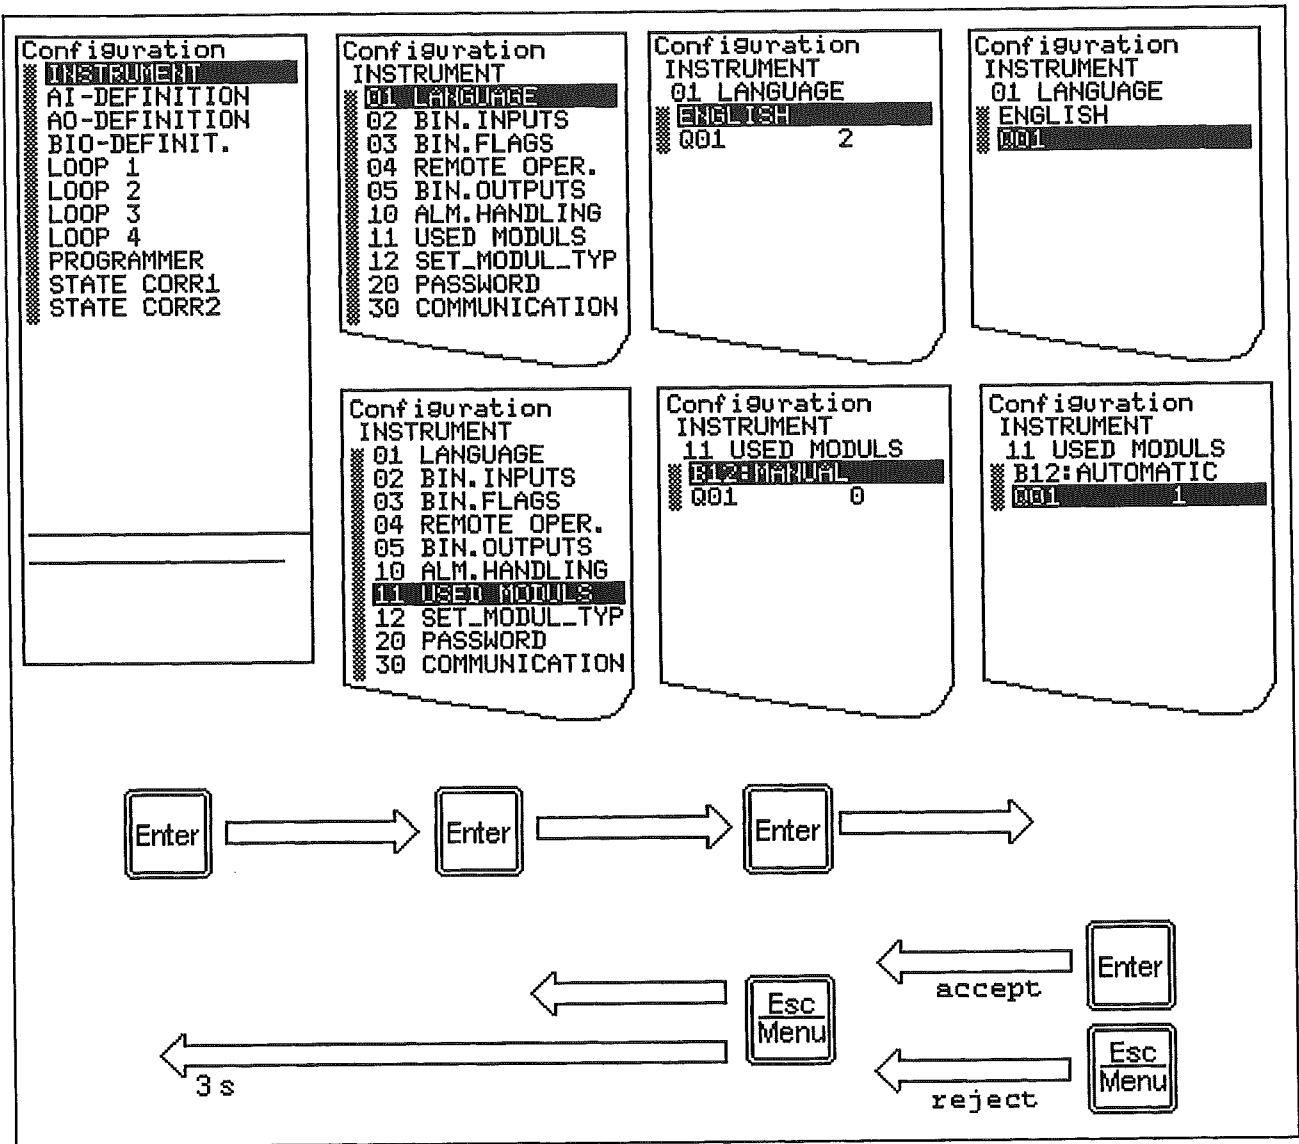 Configuration
INSTRUMENT
AI-DEFINITION
AO-DEFINITION
BIO-DEFINIT.
LOOP 1
LOOP 2
LOOP 3
LOOP 4
PROGRAMMER
STATE CORR1
STATE CORR2
Configuration
INSTRUMENT
01 LANGUAGE
02 BIN.INPUTS
03 BIN.FLAGS
04 REMOTE OPER.
05 BIN.OUTPUTS
10 ALM.HANDLING
11 USED MODULS
12 SET_MODUL_TYP
20 PASSWORD
30 COMMUNICATION
Configuration
INSTRUMENT
01 LANGUAGE
ENGLISH
Q01 2
Configuration
INSTRUMENT
01 LANGUAGE
ENGLISH
Q01
Configuration
INSTRUMENT
01 LANGUAGE
02 BIN.INPUTS
03 BIN.FLAGS
04 REMOTE OPER.
05 BIN.OUTPUTS
10 ALM.HANDLING
11 USED MODULS
12 SET_MODUL_TYP
20 PASSWORD
30 COMMUNICATION
Configuration
INSTRUMENT
11 USED MODULS
B12:MANUAL
Q01 0
Configuration
INSTRUMENT
11 USED MODULS
B12:AUTOMATIC
Q01 1
Enter
Enter
Enter
accept
Enter
Esc
Menu
3 s
reject
Esc
Menu